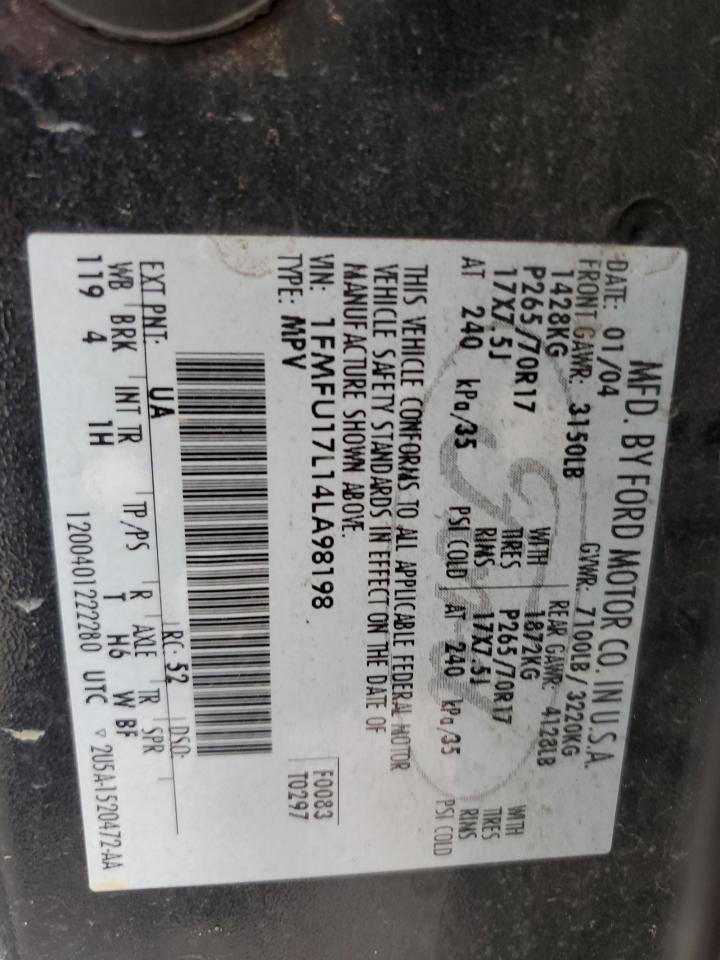 MFD. BY FORD MOTOR CO. IN U.S.A.
DATE: 01/04 GVWR: 7100LB/3220KG
FRONT GAWR: 3150LB REAR GAWR: 4128LB
1428KG WITH 1872KG WITH
P265/70R17 TIRES P265/70R17 TIRES
17X7.5J RINS 17X7.5J RIMS
AT 240 kPa/35 PSI COLD AT 240 kPa/35 PSI COLD
THIS VEHICLE CONFORMS TO ALL APPLICABLE FEDERAL MOTOR
VEHICLE SAFETY STANDARDS IN EFFECT ON THE DATE OF
MANUFACTURE SHOWN ABOVE.
VIN: 1FMFU17L14LA98198 F0083
TYPE: MPV T0297
EXT PNT: UA RC: 52 DSO:
WB BRK INT TR TP/PS R AXLE TR SPR
119 4 1H T H6 W BF
1200401222280 UTC ▽ 2U5A-1520472-AA